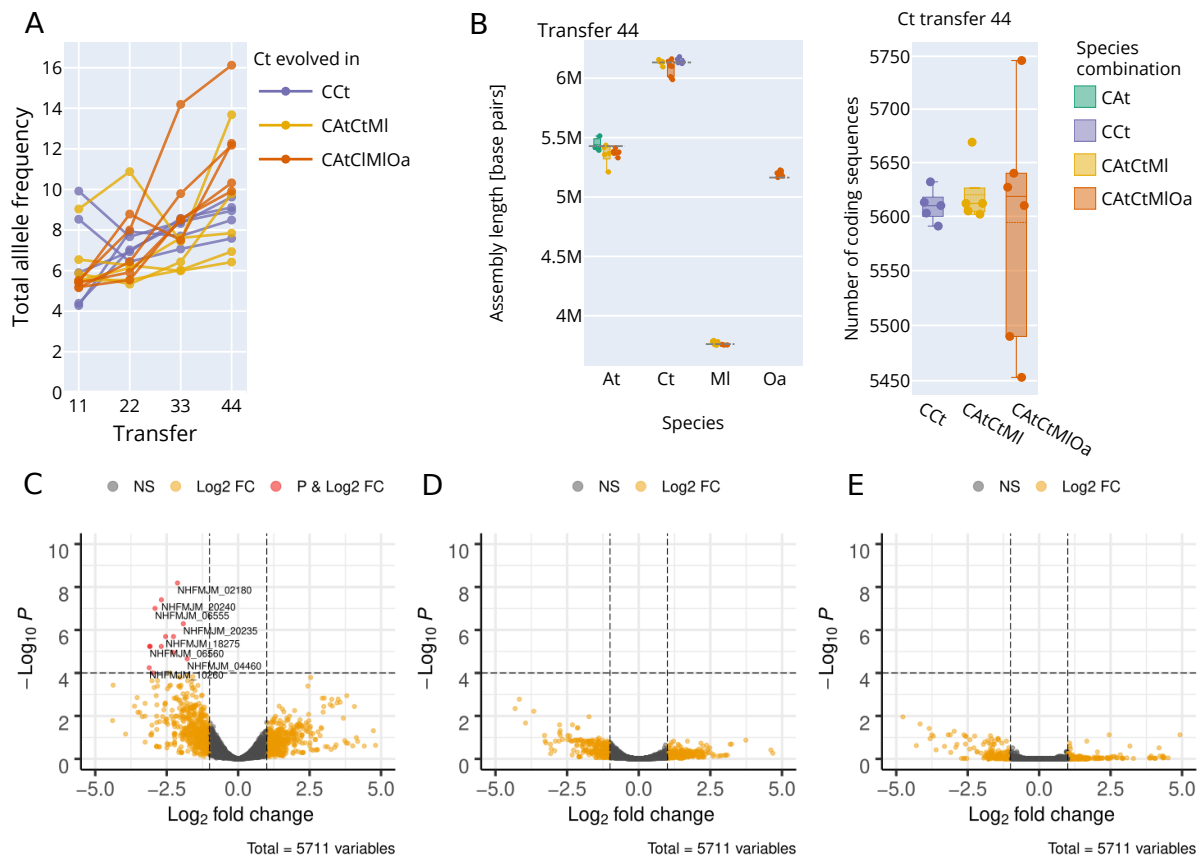 A
Total alllele frequency
16
14
12
10
8
6
4
2
0
11 22 33 44
Transfer
Ct evolved in
CCt
CAtCtMl
CAtClMlOa
B
Transfer 44
Assembly length [base pairs]
6M
5.5M
5M
4.5M
4M
At Ct Ml Oa
Species
Ct transfer 44
Number of coding sequences
5750
5700
5650
5600
5550
5500
5450
CCt
CAtCtMl
CAtCtMlOa
Species
combination
CAt
CCt
CAtCtMl
CAtCtMlOa
C
NS Log2 FC P & Log2 FC
−Log10 P
10
8
6
4
2
0
NHFMJM_02180
NHFMJM_20240
NHFMJM_06555
NHFMJM_20235
NHFMJM_18275
NHFMJM_06560
NHFMJM_04460
NHFMJM_10260
−5.0 −2.5 0.0 2.5 5.0
Log2 fold change
Total = 5711 variables
D
NS Log2 FC
−Log10 P
10
8
6
4
2
0
−5.0 −2.5 0.0 2.5 5.0
Log2 fold change
Total = 5711 variables
E
NS Log2 FC
−Log10 P
10
8
6
4
2
0
−5.0 −2.5 0.0 2.5 5.0
Log2 fold change
Total = 5711 variables